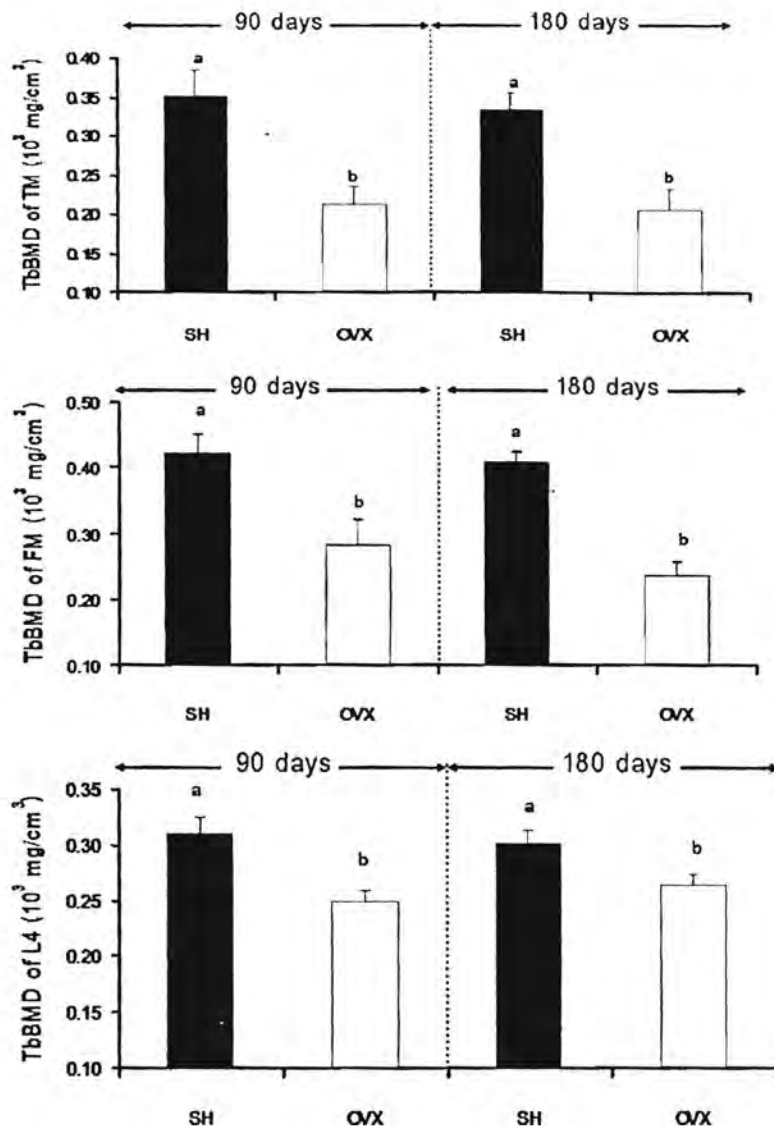 90 days 180 days
TbBMD of TM (10³ mg/cm³)
0.40
0.35
0.30
0.25
0.20
0.15
0.10
a
b
a
b
SH OVX SH OVX
90 days 180 days
TbBMD of FM (10³ mg/cm³)
0.50
0.40
0.30
0.20
0.10
a
b
a
b
SH OVX SH OVX
90 days 180 days
TbBMD of L4 (10³ mg/cm³)
0.35
0.30
0.25
0.20
0.15
0.10
a
b
a
b
SH OVX SH OVX